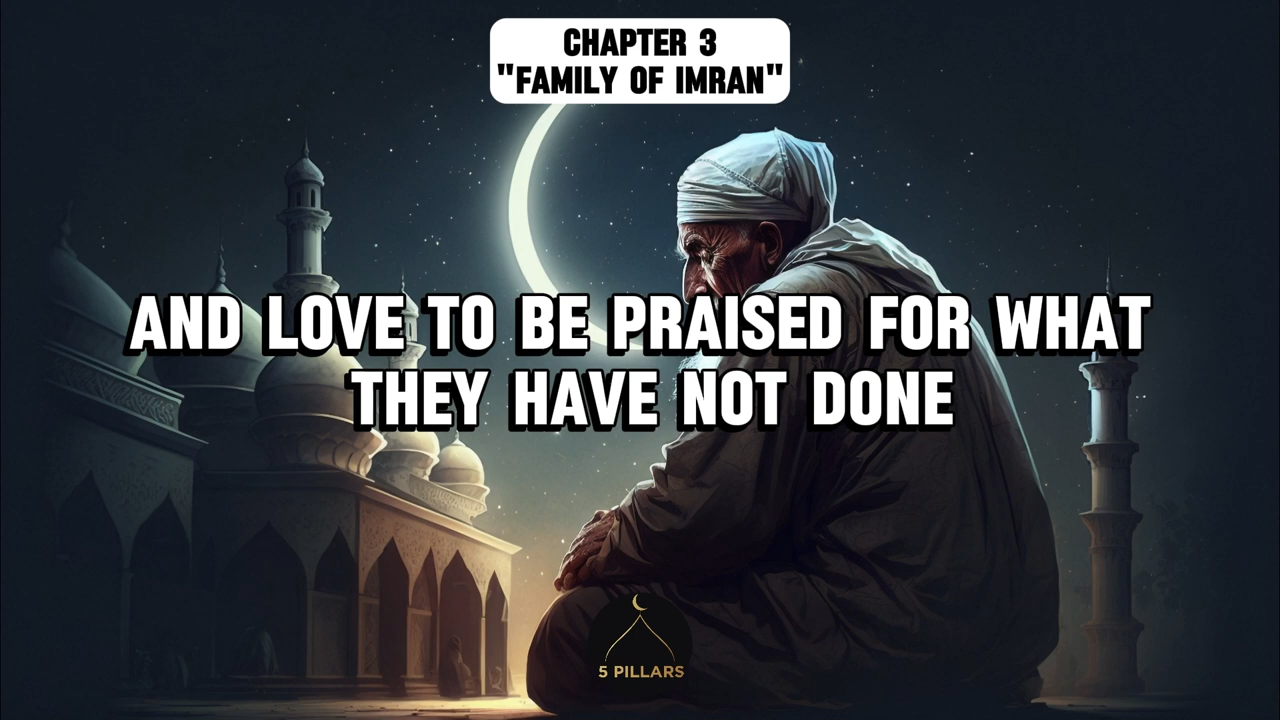 CHAPTER 3
"FAMILY OF IMRAN"
AND LOVE TO BE PRAISED FOR WHAT
THEY HAVE NOT DONE
5 PILLARS